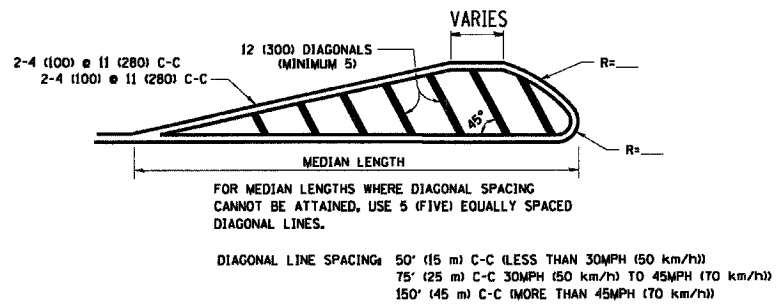 VARIES
12 (300) DIAGONALS
(MINIMUM 5)
2-4 (100) @ 11 (280) C-C
2-4 (100) @ 11 (280) C-C
R=___
45°
R=___
MEDIAN LENGTH
FOR MEDIAN LENGTHS WHERE DIAGONAL SPACING
CANNOT BE ATTAINED, USE 5 (FIVE) EQUALLY SPACED
DIAGONAL LINES.
DIAGONAL LINE SPACING: 50' (15 m) C-C (LESS THAN 30MPH (50 km/h))
75' (25 m) C-C 30MPH (50 km/h) TO 45MPH (70 km/h))
150' (45 m) C-C (MORE THAN 45MPH (70 km/h))